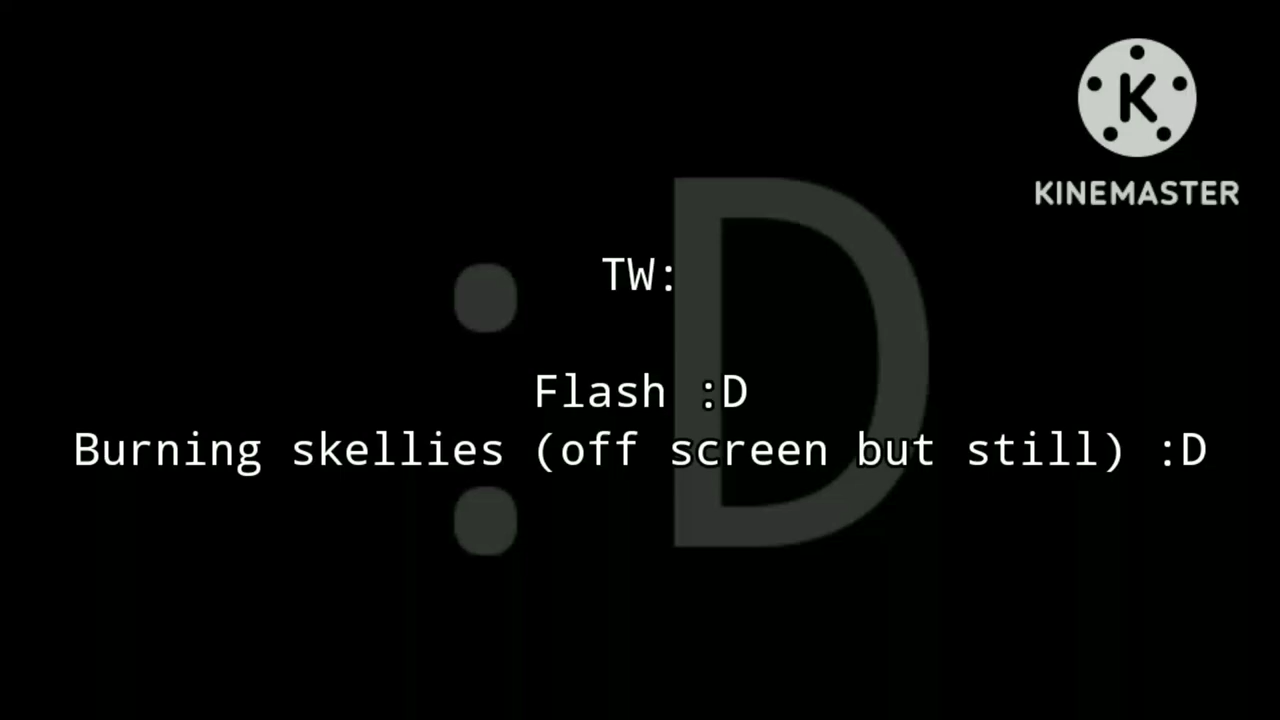 KINEMASTER
TW:
Flash :D
Burning skellies (off screen but still) :D
:D